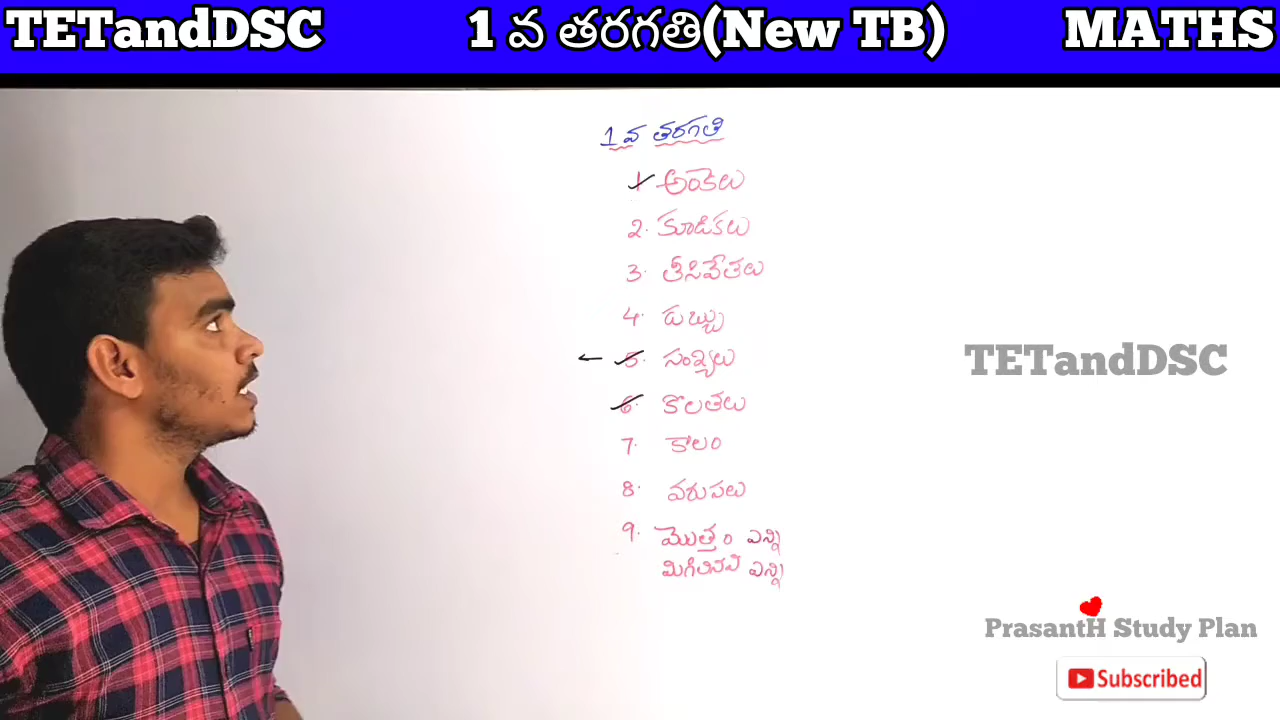 TETandDSC 1 వ తరగతి(New TB) MATHS
1 వ తరగతి
1 అంకెలు
2. కూడికలు
3. తీసివేతలు
4. డబ్బు
5. సంఖ్యలు
6. కొలతలు
7. కాలం
8. వరుసలు
9. మొత్తం ఎన్ని
మిగిలినవి ఎన్ని
TETandDSC
PrasantH Study Plan
Subscribed